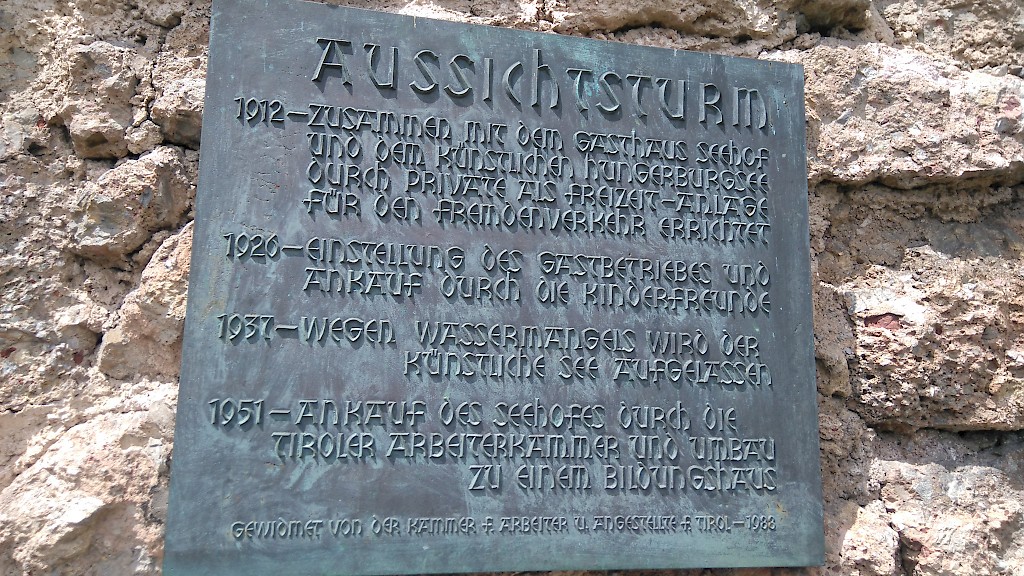 AUSSICHTSTURM
1912–ZUSAMMEN MIT DEM GASTHAUS SEEHOF
UND DEM KÜNSTLICHEN HUNGERBURGSEE
DURCH PRIVATE ALS FREIZEIT-ANLAGE
FÜR DEN FREMDENVERKEHR ERRICHTET
1926–EINSTELLUNG DES GASTBETRIEBES UND
ANKAUF DURCH DIE KINDERFREUNDE
1937–WEGEN WASSERMANGELS WIRD DER
KÜNSTLICHE SEE AUFGELASSEN
1951–ANKAUF DES SEEHOFES DURCH DIE
TIROLER ARBEITERKAMMER UND UMBAU
ZU EINEM BILDUNGSHAUS
GEWIDMET VON DER KAMMER F. ARBEITER U. ANGESTELLTE F. TIROL–1983